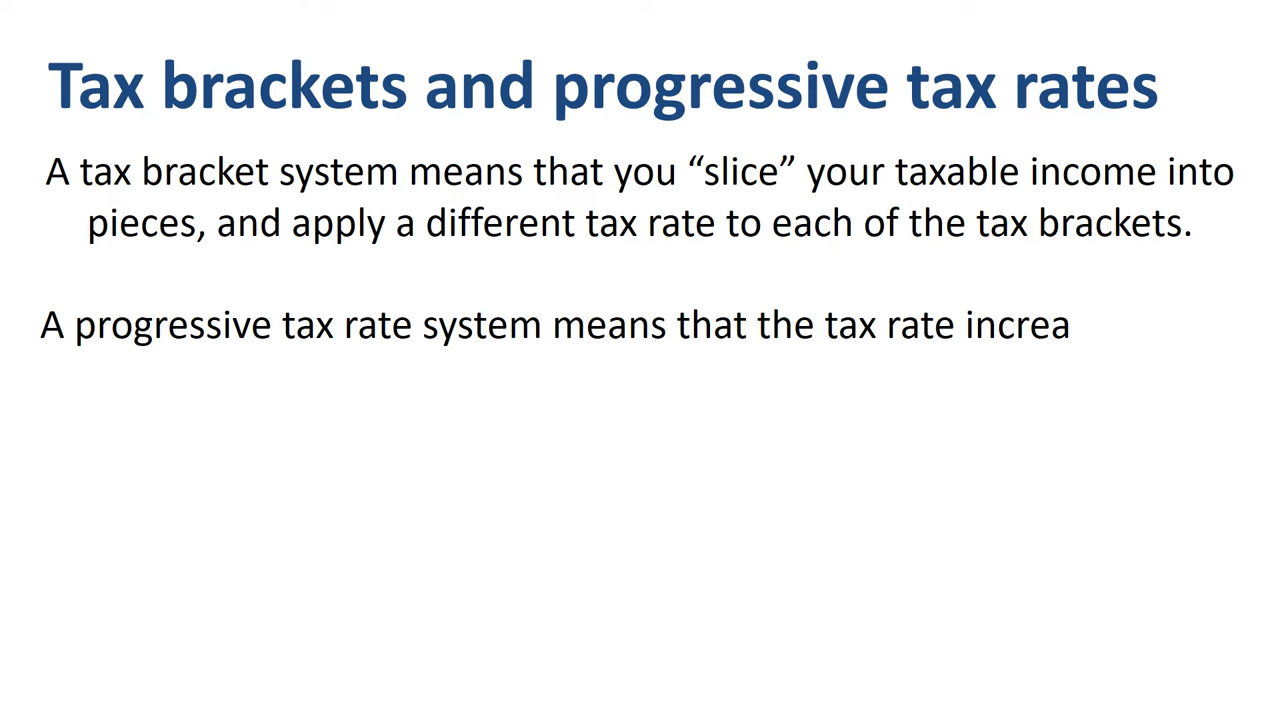 Tax brackets and progressive tax rates
A tax bracket system means that you “slice” your taxable income into
pieces, and apply a different tax rate to each of the tax brackets.
A progressive tax rate system means that the tax rate increa